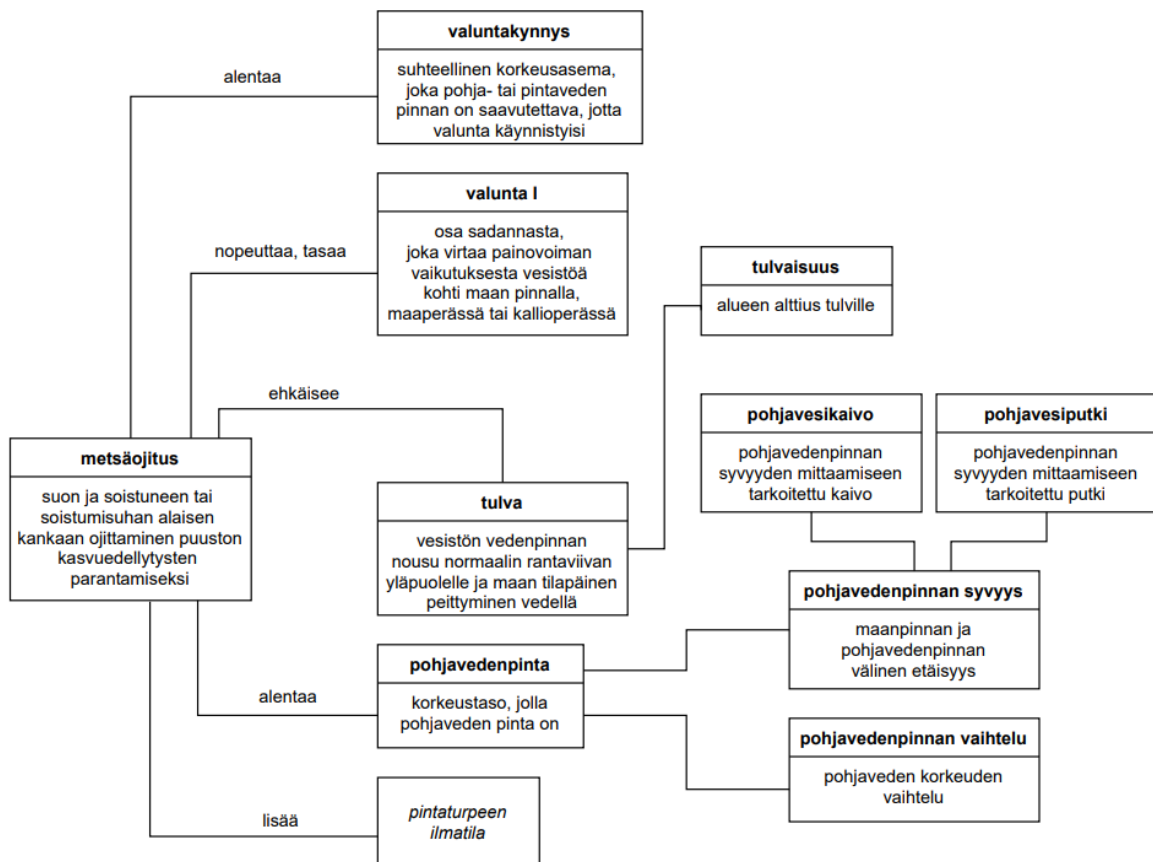 valuntakynnys
suhteellinen korkeusasema,
joka pohja- tai pintaveden
pinnan on saavutettava, jotta
valunta käynnistyisi
alentaa
valunta I
osa sadannasta,
joka virtaa painovoiman
vaikutuksesta vesistöä
kohti maan pinnalla,
maaperässä tai kallioperässä
nopeuttaa, tasaa
tulvaisuus
alueen alttius tulville
ehkäisee
pohjavesikaivo
pohjavedenpinnan
syvyyden mittaamiseen
tarkoitettu kaivo
pohjavesiputki
pohjavedenpinnan
syvyyden mittaamiseen
tarkoitettu putki
metsäojitus
suon ja soistuneen tai
soistumisuhan alaisen
kankaan ojittaminen puuston
kasvuedellytysten
parantamiseksi
tulva
vesistön vedenpinnan
nousu normaalin rantaviivan
yläpuolelle ja maan tilapäinen
peittyminen vedellä
pohjavedenpinnan syvyys
maanpinnan ja
pohjavedenpinnan
välinen etäisyys
alentaa
pohjavedenpinta
korkeustaso, jolla
pohjaveden pinta on
pohjavedenpinnan vaihtelu
pohjaveden korkeuden
vaihtelu
lisää
pintaturpeen
ilmatila